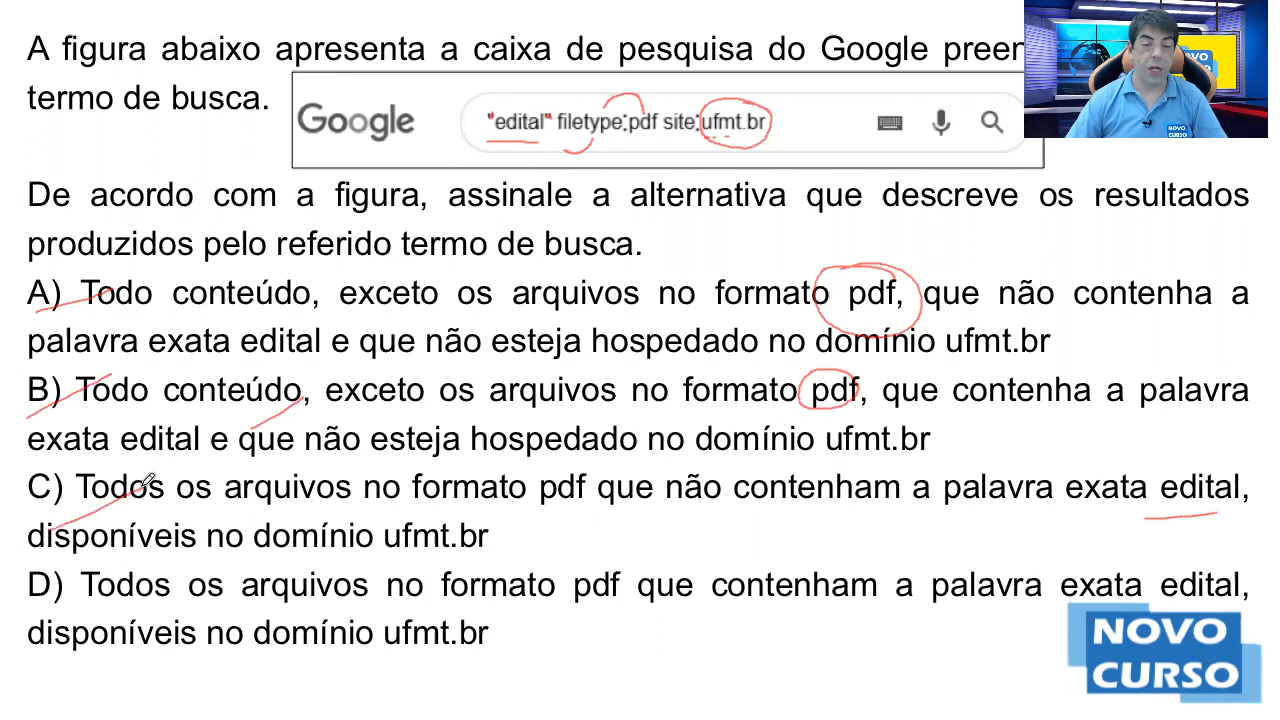 A figura abaixo apresenta a caixa de pesquisa do Google
termo de busca.
Google
"edital" filetype:pdf site:ufmt.br
De acordo com a figura, assinale a alternativa que descreve os resultados
produzidos pelo referido termo de busca.
A) Todo conteúdo, exceto os arquivos no formato pdf, que não contenha a
palavra exata edital e que não esteja hospedado no domínio ufmt.br
B) Todo conteúdo, exceto os arquivos no formato pdf, que contenha a palavra
exata edital e que não esteja hospedado no domínio ufmt.br
C) Todos os arquivos no formato pdf que não contenham a palavra exata edital,
disponíveis no domínio ufmt.br
D) Todos os arquivos no formato pdf que contenham a palavra exata edital,
disponíveis no domínio ufmt.br
NOVO
CURSO
NOVO
CURSO
NOVO
CURSO